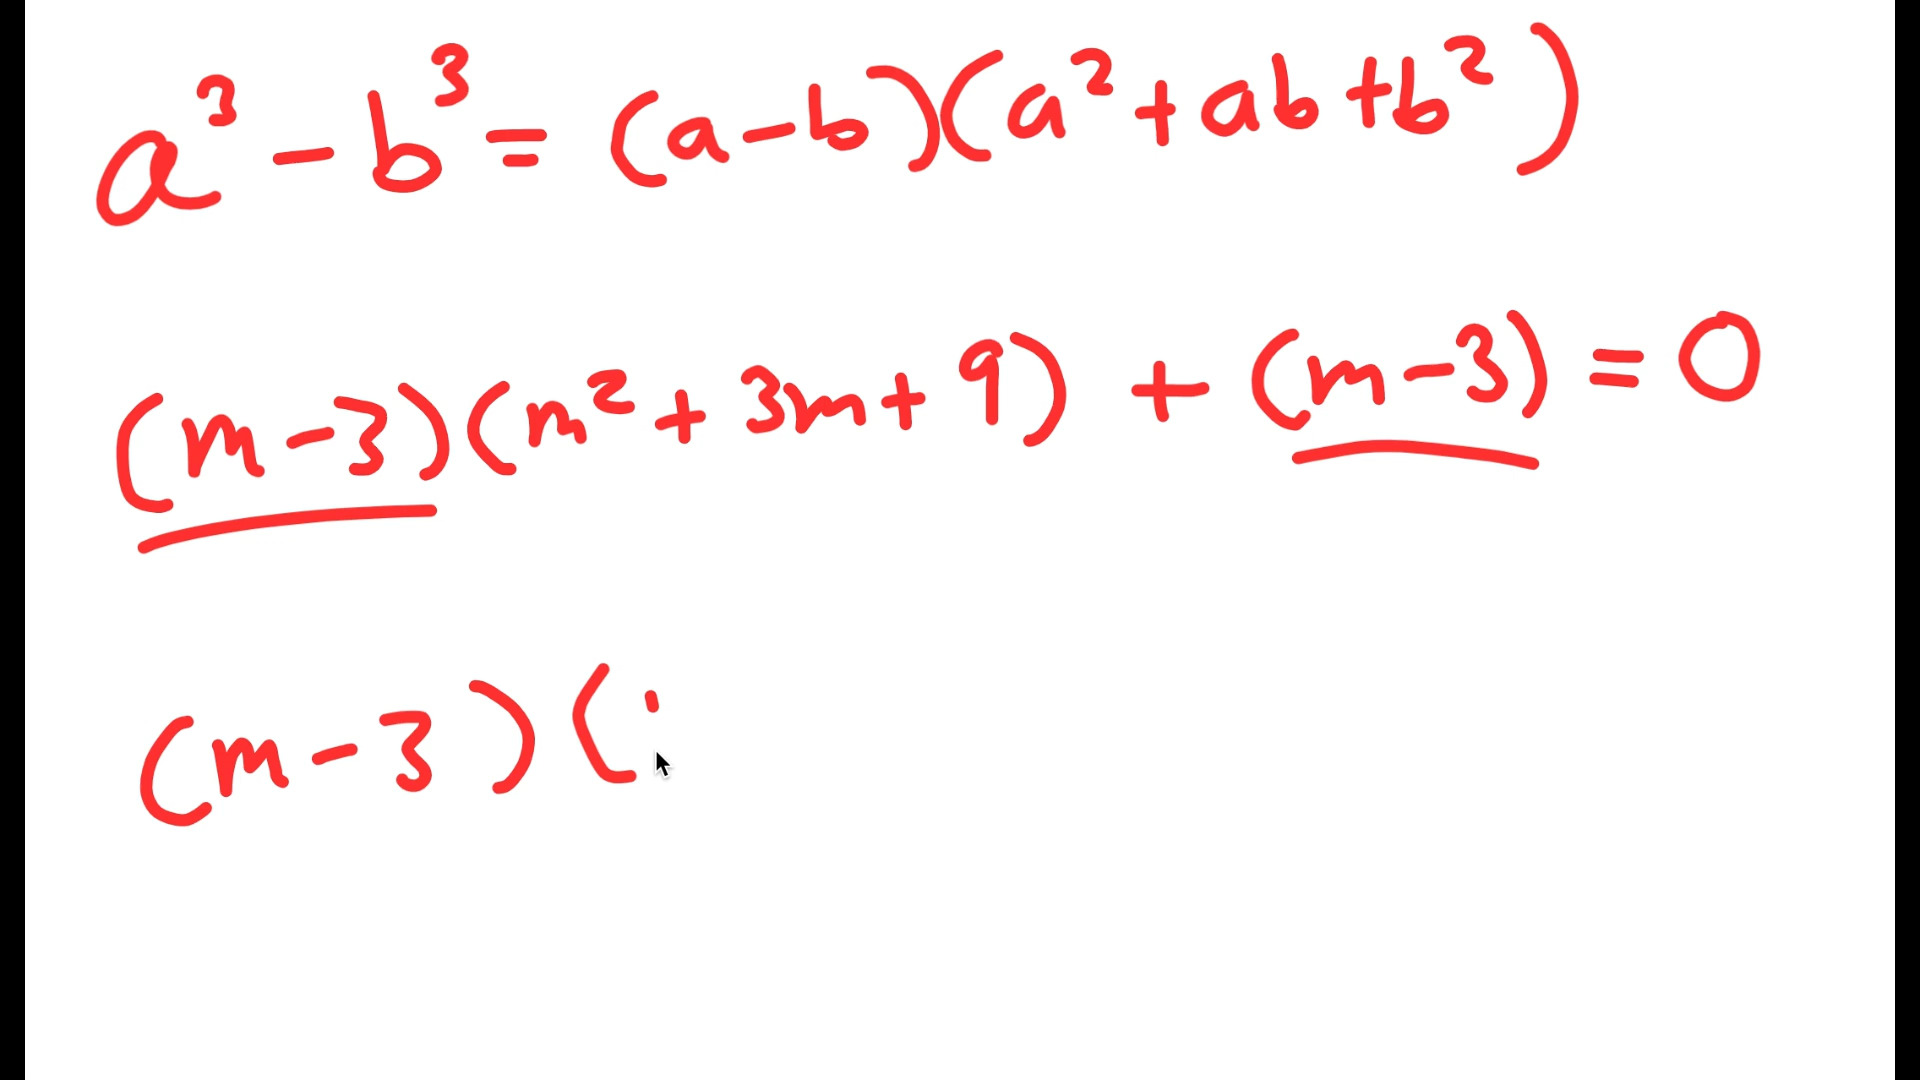 a³ - b³ = (a-b)(a² + ab + b²)
(m-3)(m² + 3m + 9) + (m-3) = 0
(m-3)(